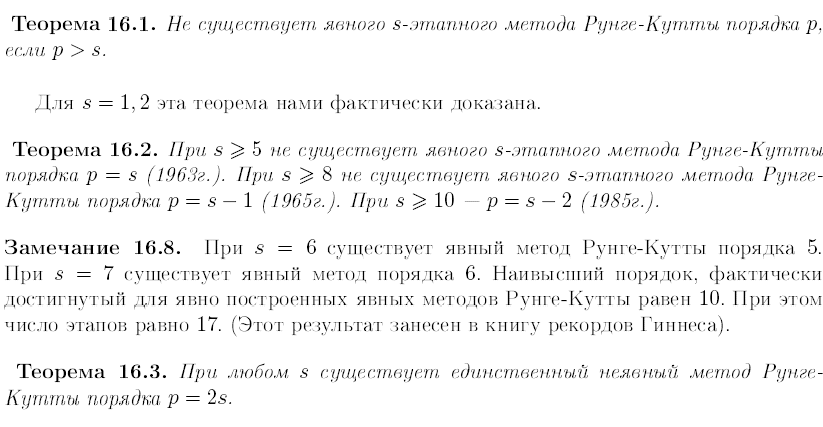 Теорема 16.1. Не существует явного s-этапного метода Рунге-Кутты порядка p,
если p > s.
Для s = 1, 2 эта теорема нами фактически доказана.
Теорема 16.2. При s ⩾ 5 не существует явного s-этапного метода Рунге-Кутты
порядка p = s (1963г.). При s ⩾ 8 не существует явного s-этапного метода Рунге-
Кутты порядка p = s − 1 (1965г.). При s ⩾ 10 — p = s − 2 (1985г.).
Замечание 16.8. При s = 6 существует явный метод Рунге-Кутты порядка 5.
При s = 7 существует явный метод порядка 6. Наивысший порядок, фактически
достигнутый для явно построенных явных методов Рунге-Кутты равен 10. При этом
число этапов равно 17. (Этот результат занесен в книгу рекордов Гиннеса).
Теорема 16.3. При любом s существует единственный неявный метод Рунге-
Кутты порядка p = 2s.